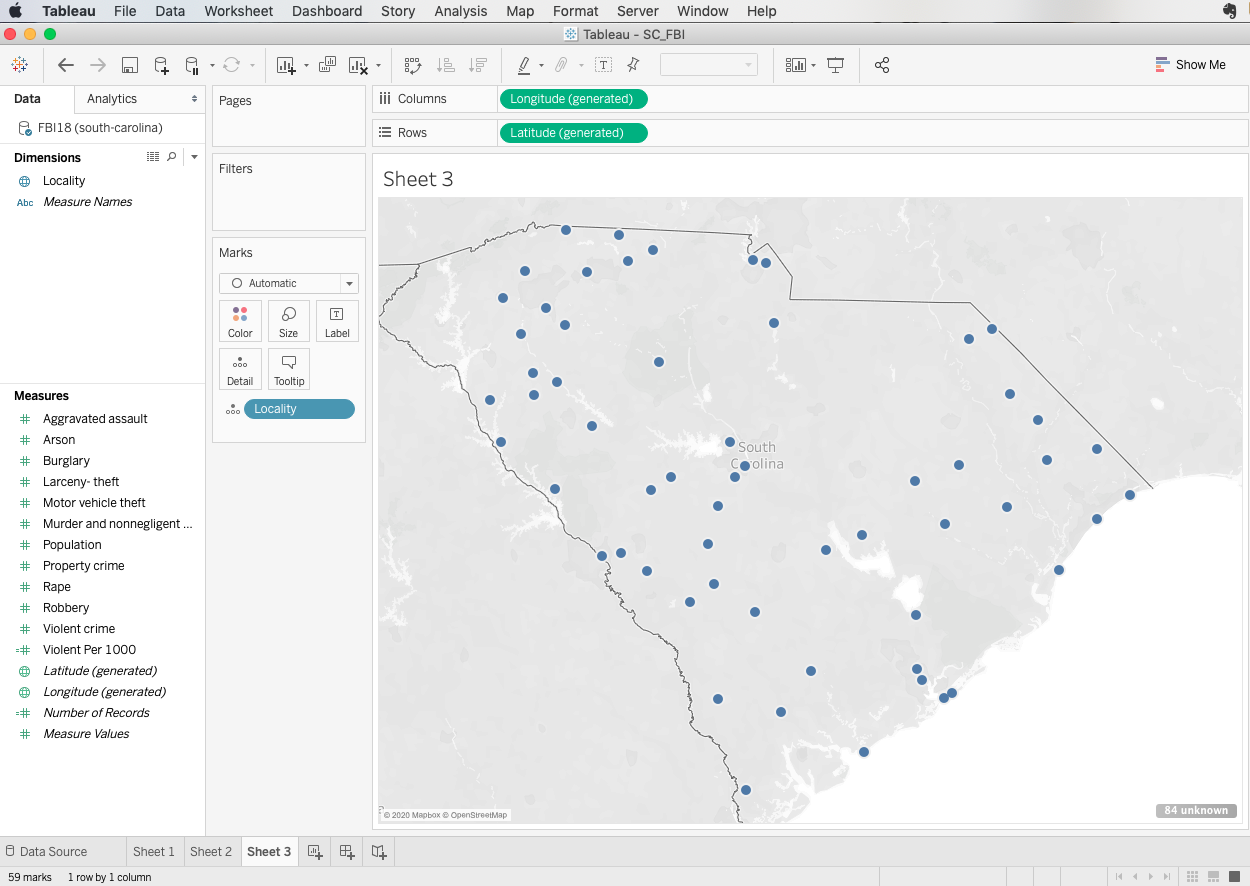 Tableau File Data Worksheet Dashboard Story Analysis Map Format Server Window Help
Tableau - SC_FBI
Show Me
Data Analytics
FBI18 (south-carolina)
Dimensions
Locality
Abc Measure Names
Measures
Aggravated assault
Arson
Burglary
Larceny- theft
Motor vehicle theft
Murder and nonnegligent ...
Population
Property crime
Rape
Robbery
Violent crime
Violent Per 1000
Latitude (generated)
Longitude (generated)
Number of Records
Measure Values
Pages
Filters
Marks
Automatic
Color Size Label
Detail Tooltip
Locality
Columns Longitude (generated)
Rows Latitude (generated)
Sheet 3
South
Carolina
© 2020 Mapbox © OpenStreetMap
84 unknown
Data Source Sheet 1 Sheet 2 Sheet 3
59 marks 1 row by 1 column